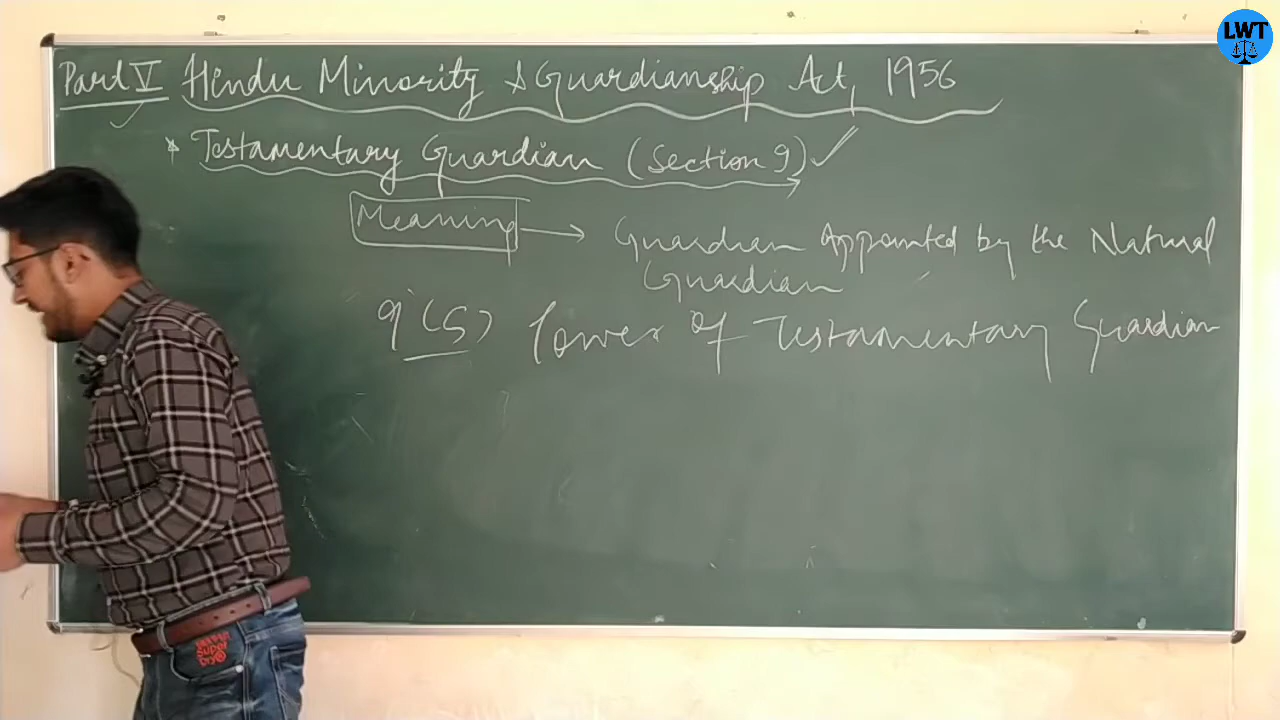 LWT
Part V Hindu Minority & Guardianship Act, 1956
* Testamentary Guardian (Section 9)
Meaning → Guardian Appointed by the Natural
Guardian
9 (5) Power of Testamentary Guardian